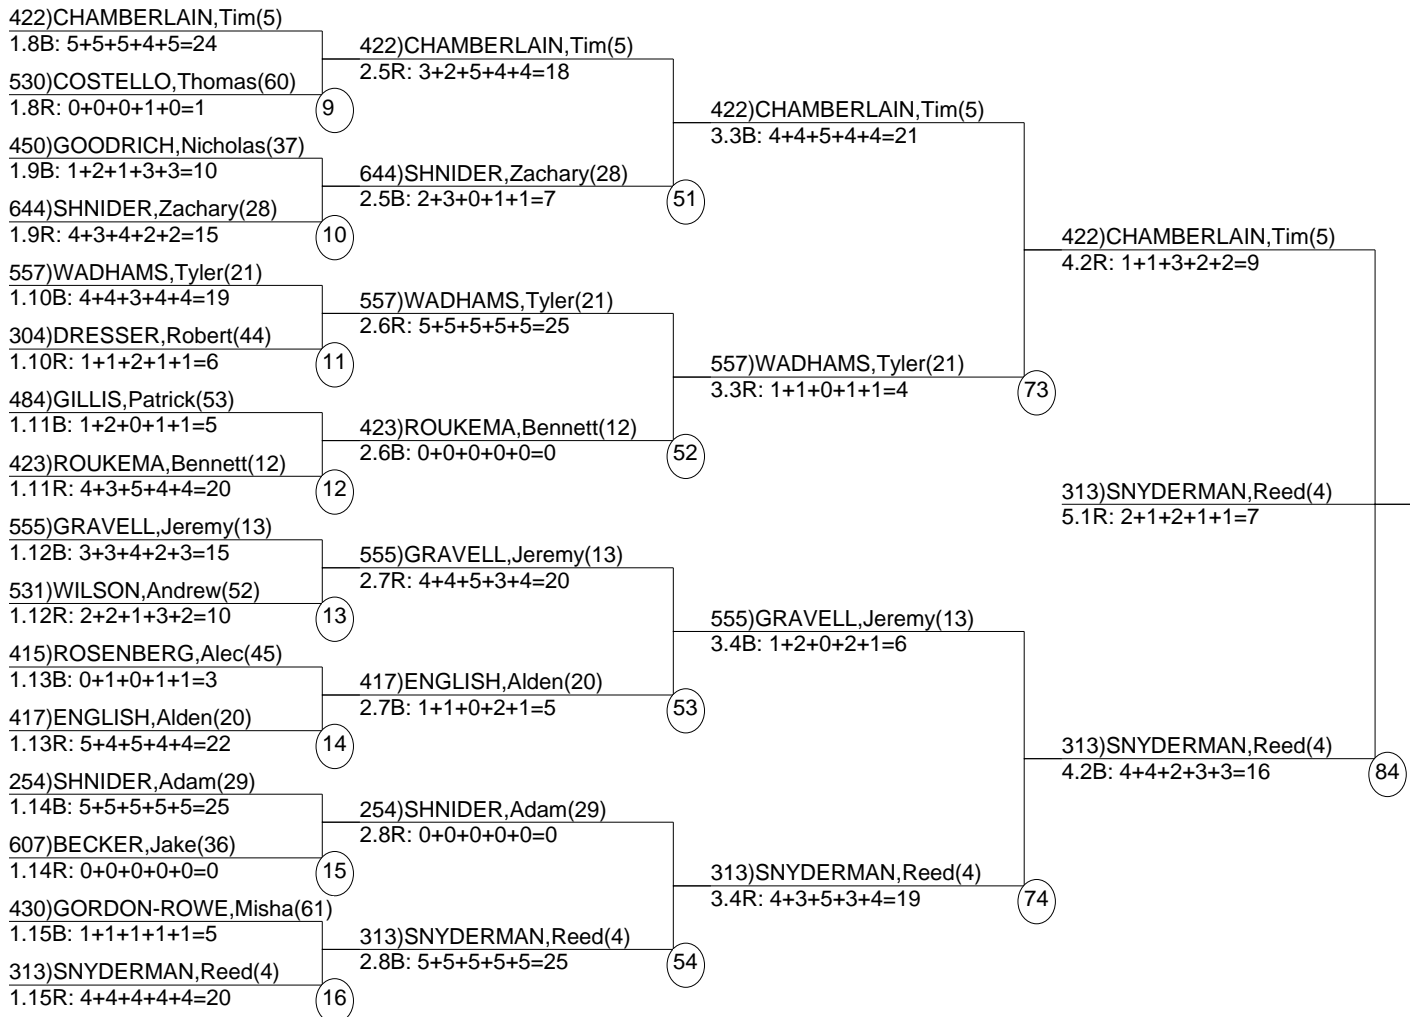 422)CHAMBERLAIN,Tim(5)
1.8B: 5+5+5+4+5=24
530)COSTELLO,Thomas(60)
1.8R: 0+0+0+1+0=1
9
450)GOODRICH,Nicholas(37)
1.9B: 1+2+1+3+3=10
644)SHNIDER,Zachary(28)
1.9R: 4+3+4+2+2=15
10
557)WADHAMS,Tyler(21)
1.10B: 4+4+3+4+4=19
304)DRESSER,Robert(44)
1.10R: 1+1+2+1+1=6
11
484)GILLIS,Patrick(53)
1.11B: 1+2+0+1+1=5
423)ROUKEMA,Bennett(12)
1.11R: 4+3+5+4+4=20
12
555)GRAVELL,Jeremy(13)
1.12B: 3+3+4+2+3=15
531)WILSON,Andrew(52)
1.12R: 2+2+1+3+2=10
13
415)ROSENBERG,Alec(45)
1.13B: 0+1+0+1+1=3
417)ENGLISH,Alden(20)
1.13R: 5+4+5+4+4=22
14
254)SHNIDER,Adam(29)
1.14B: 5+5+5+5+5=25
607)BECKER,Jake(36)
1.14R: 0+0+0+0+0=0
15
430)GORDON-ROWE,Misha(61)
1.15B: 1+1+1+1+1=5
313)SNYDERMAN,Reed(4)
1.15R: 4+4+4+4+4=20
16
422)CHAMBERLAIN,Tim(5)
2.5R: 3+2+5+4+4=18
644)SHNIDER,Zachary(28)
2.5B: 2+3+0+1+1=7
51
557)WADHAMS,Tyler(21)
2.6R: 5+5+5+5+5=25
423)ROUKEMA,Bennett(12)
2.6B: 0+0+0+0+0=0
52
555)GRAVELL,Jeremy(13)
2.7R: 4+4+5+3+4=20
417)ENGLISH,Alden(20)
2.7B: 1+1+0+2+1=5
53
254)SHNIDER,Adam(29)
2.8R: 0+0+0+0+0=0
313)SNYDERMAN,Reed(4)
2.8B: 5+5+5+5+5=25
54
422)CHAMBERLAIN,Tim(5)
3.3B: 4+4+5+4+4=21
557)WADHAMS,Tyler(21)
3.3R: 1+1+0+1+1=4
73
555)GRAVELL,Jeremy(13)
3.4B: 1+2+0+2+1=6
313)SNYDERMAN,Reed(4)
3.4R: 4+3+5+3+4=19
74
422)CHAMBERLAIN,Tim(5)
4.2R: 1+1+3+2+2=9
313)SNYDERMAN,Reed(4)
4.2B: 4+4+2+3+3=16
84
313)SNYDERMAN,Reed(4)
5.1R: 2+1+2+1+1=7